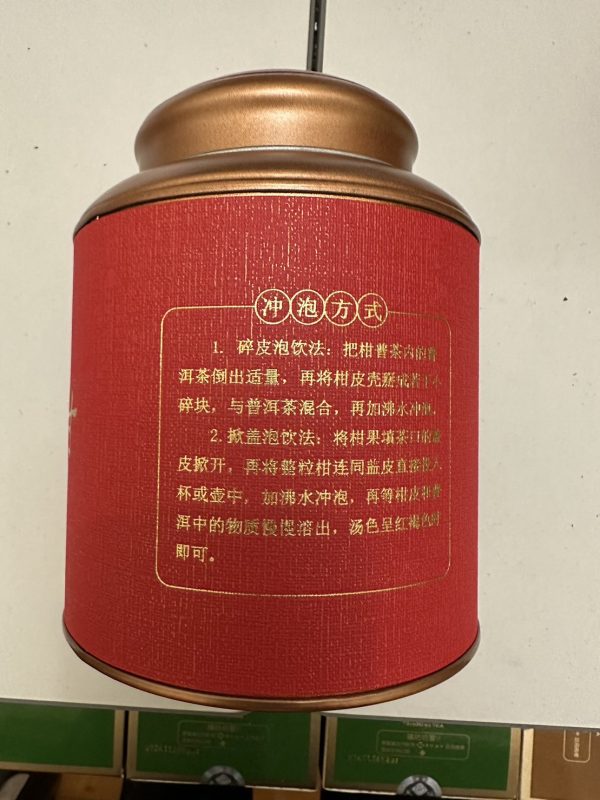 冲泡方式
1. 碎皮泡饮法：把柑普茶内的普
洱茶倒出适量，再将柑皮壳掰成若干小
碎块，与普洱茶混合，再加沸水冲泡。
2.掀盖泡饮法：将柑果填茶口的盖
皮掀开，再将整粒柑连同盖皮直接投入
杯或壶中，加沸水冲泡，再等柑皮和普
洱中的物质慢慢溶出，汤色呈红褐色时
即可。